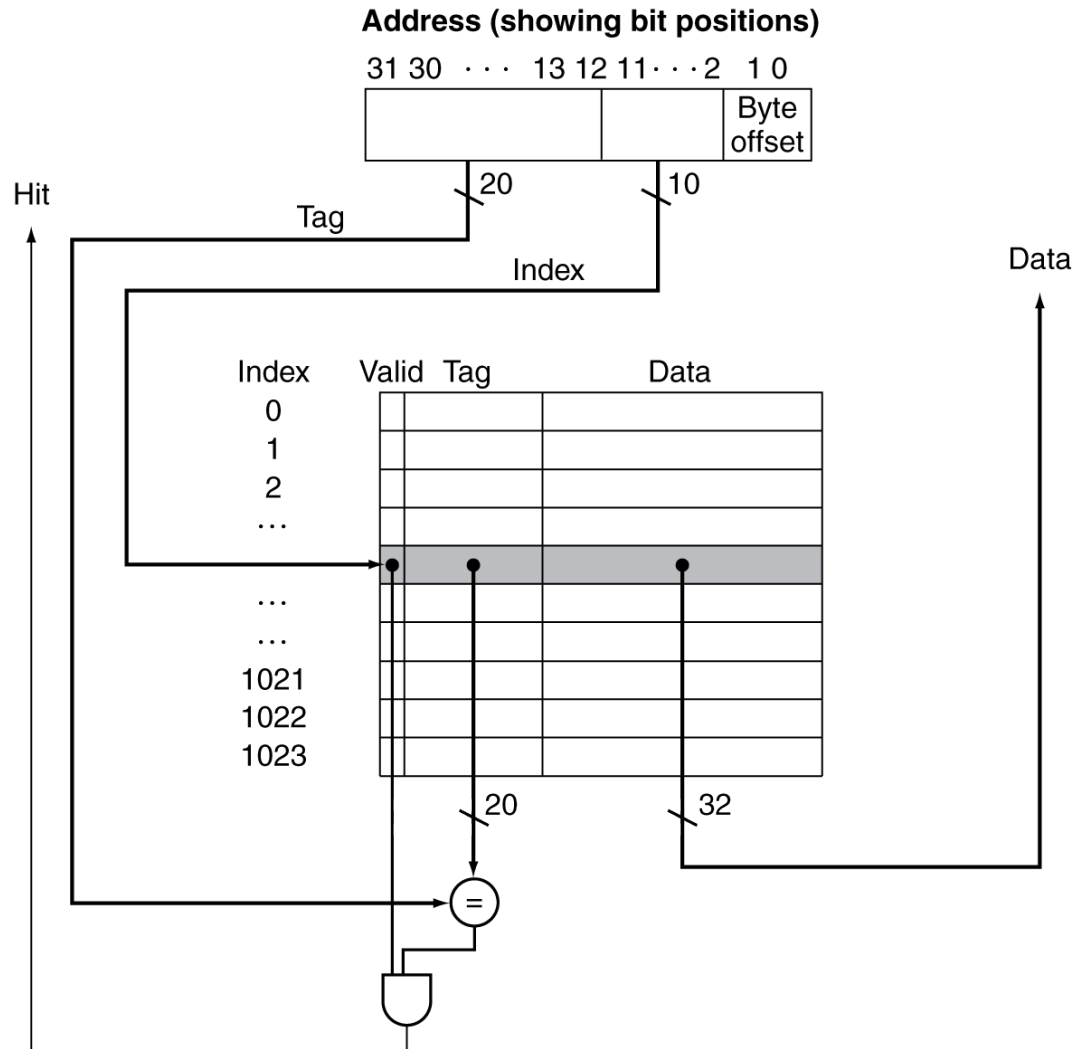 Address (showing bit positions)
31 30 · · · 13 12 11 · · · 2 1 0
Byte
offset
20 10
Hit
Tag
Index
Data
Index Valid Tag Data
0
1
2
...
...
...
1021
1022
1023
20 32
=